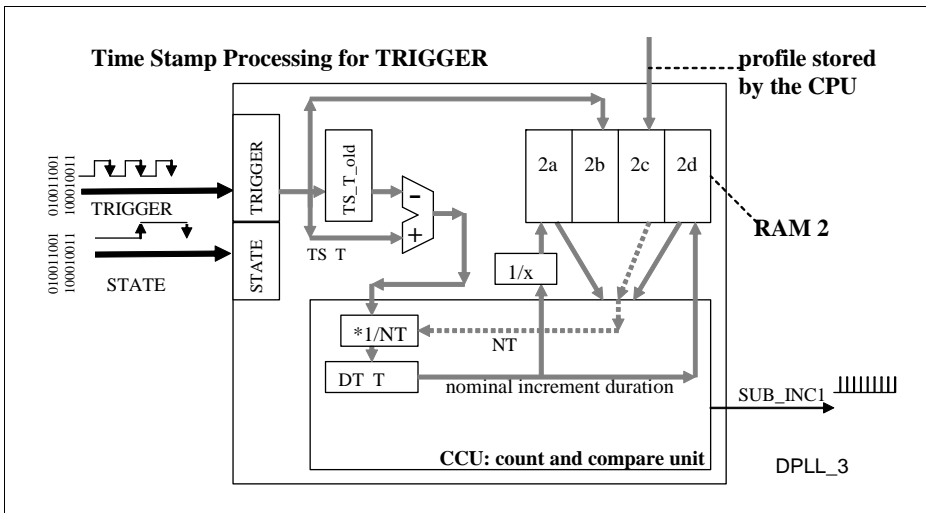 Time Stamp Processing for TRIGGER
profile stored
by the CPU
TRIGGER
STATE
TS_T_old
-
+
TS T
2a
2b
2c
2d
RAM 2
010011001
100010011
TRIGGER
010011001
100010011
STATE
1/x
*1/NT
NT
DT T
nominal increment duration
SUB_INC1
CCU: count and compare unit
DPLL_3